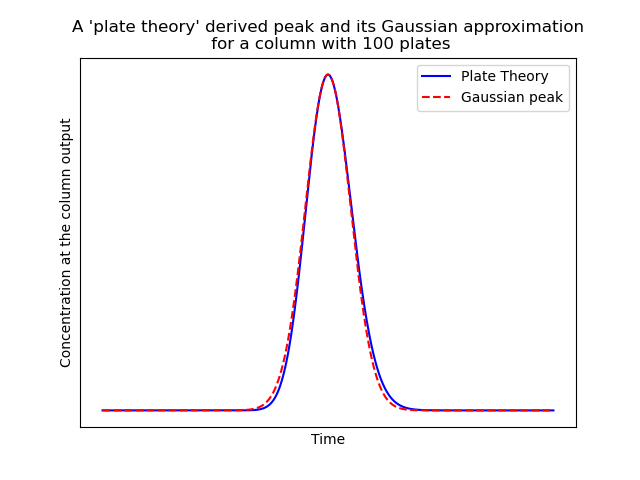 A 'plate theory' derived peak and its Gaussian approximation
for a column with 100 plates
Plate Theory
Gaussian peak
Concentration at the column output
Time